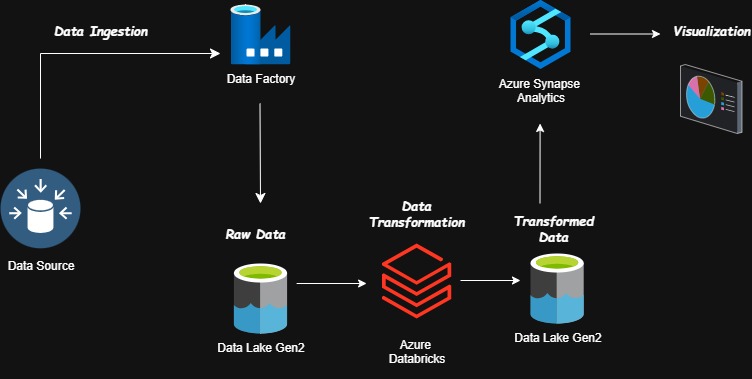 Data Ingestion
Data Factory
Azure Synapse
Analytics
Visualization
Data Source
Raw Data
Data Lake Gen2
Data
Transformation
Azure
Databricks
Transformed
Data
Data Lake Gen2